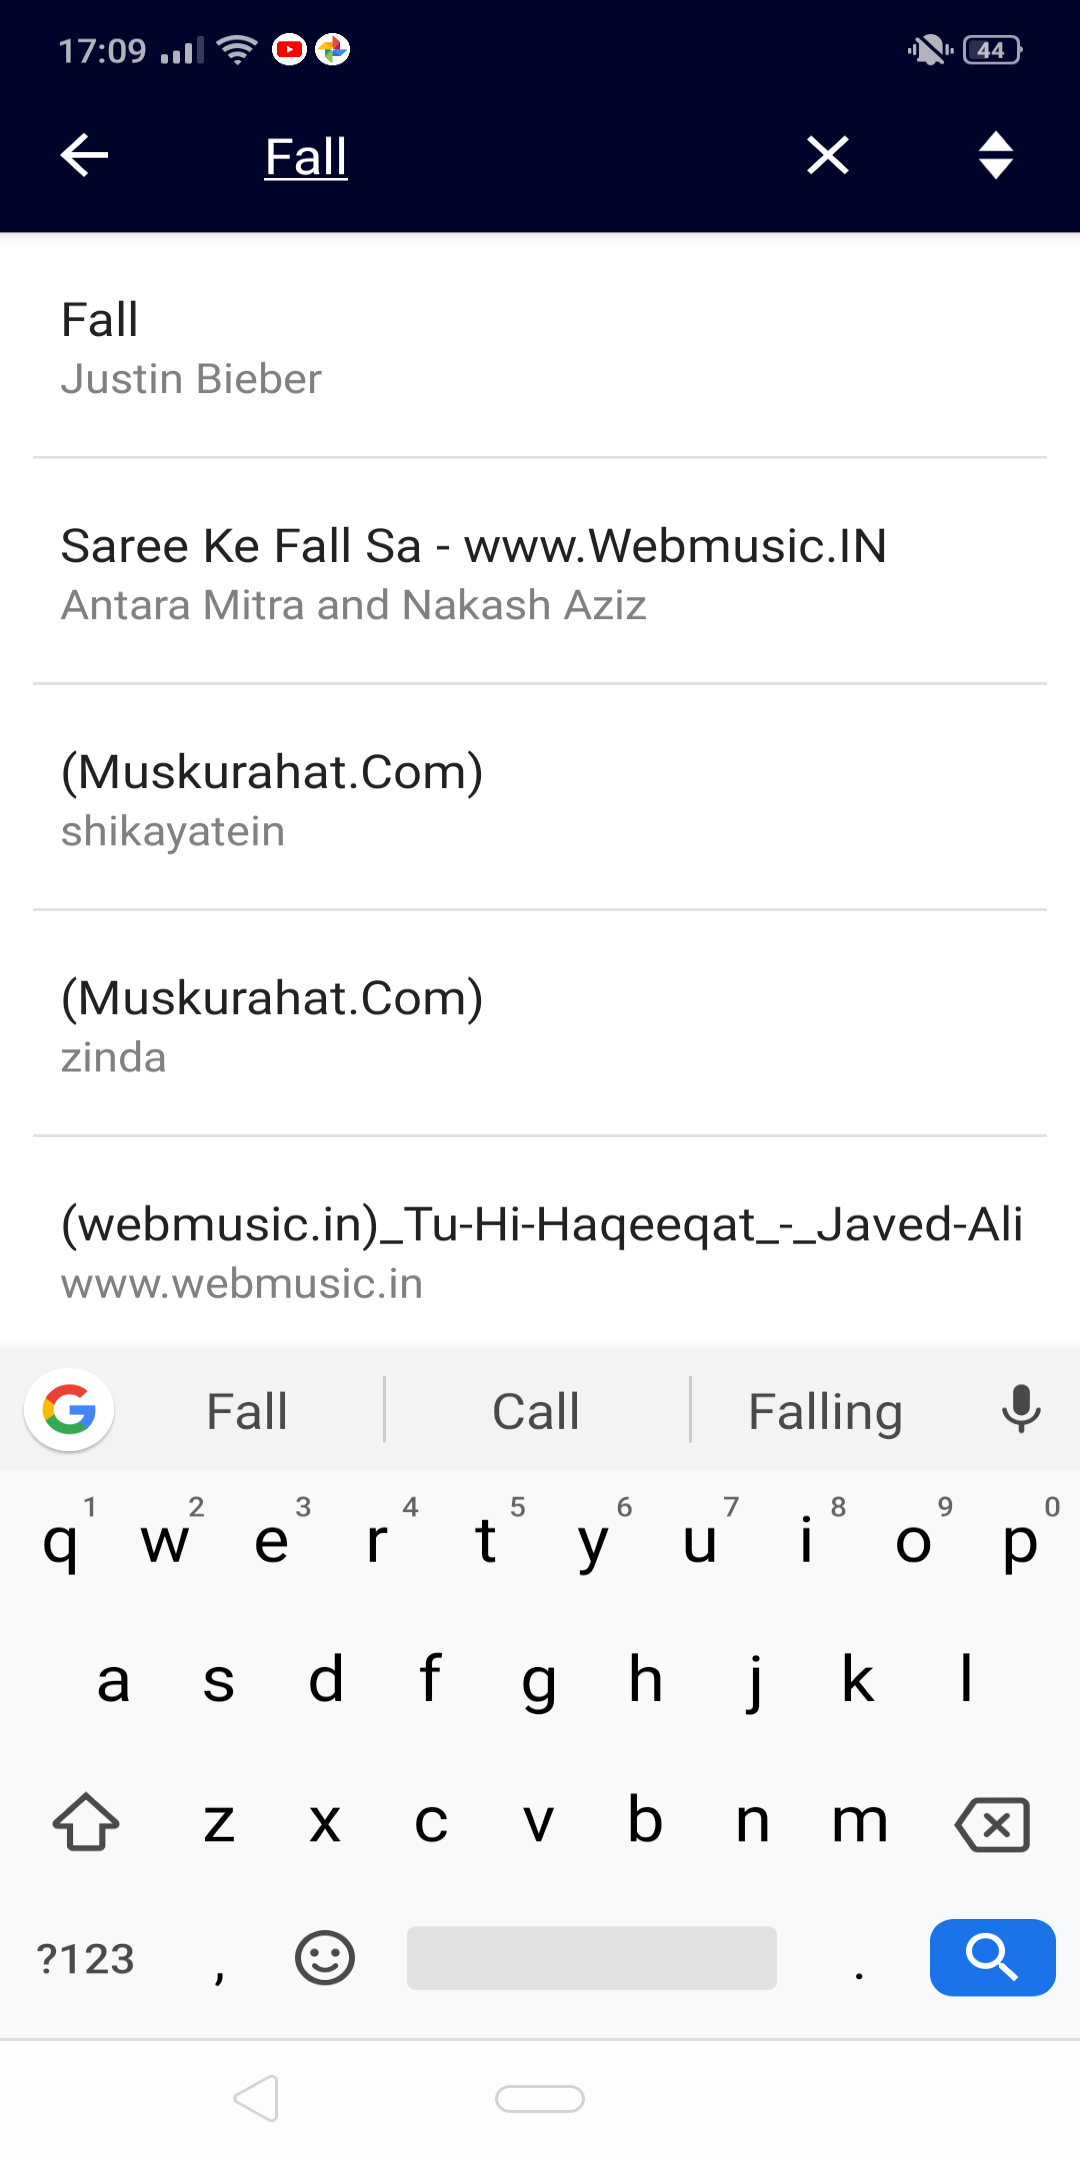 17:09 44
Fall
Fall
Justin Bieber
Saree Ke Fall Sa - www.Webmusic.IN
Antara Mitra and Nakash Aziz
(Muskurahat.Com)
shikayatein
(Muskurahat.Com)
zinda
(webmusic.in)_Tu-Hi-Haqeeqat_-_Javed-Ali
www.webmusic.in
G Fall Call Falling
1 2 3 4 5 6 7 8 9 0
q w e r t y u i o p
a s d f g h j k l
z x c v b n m
?123 , .